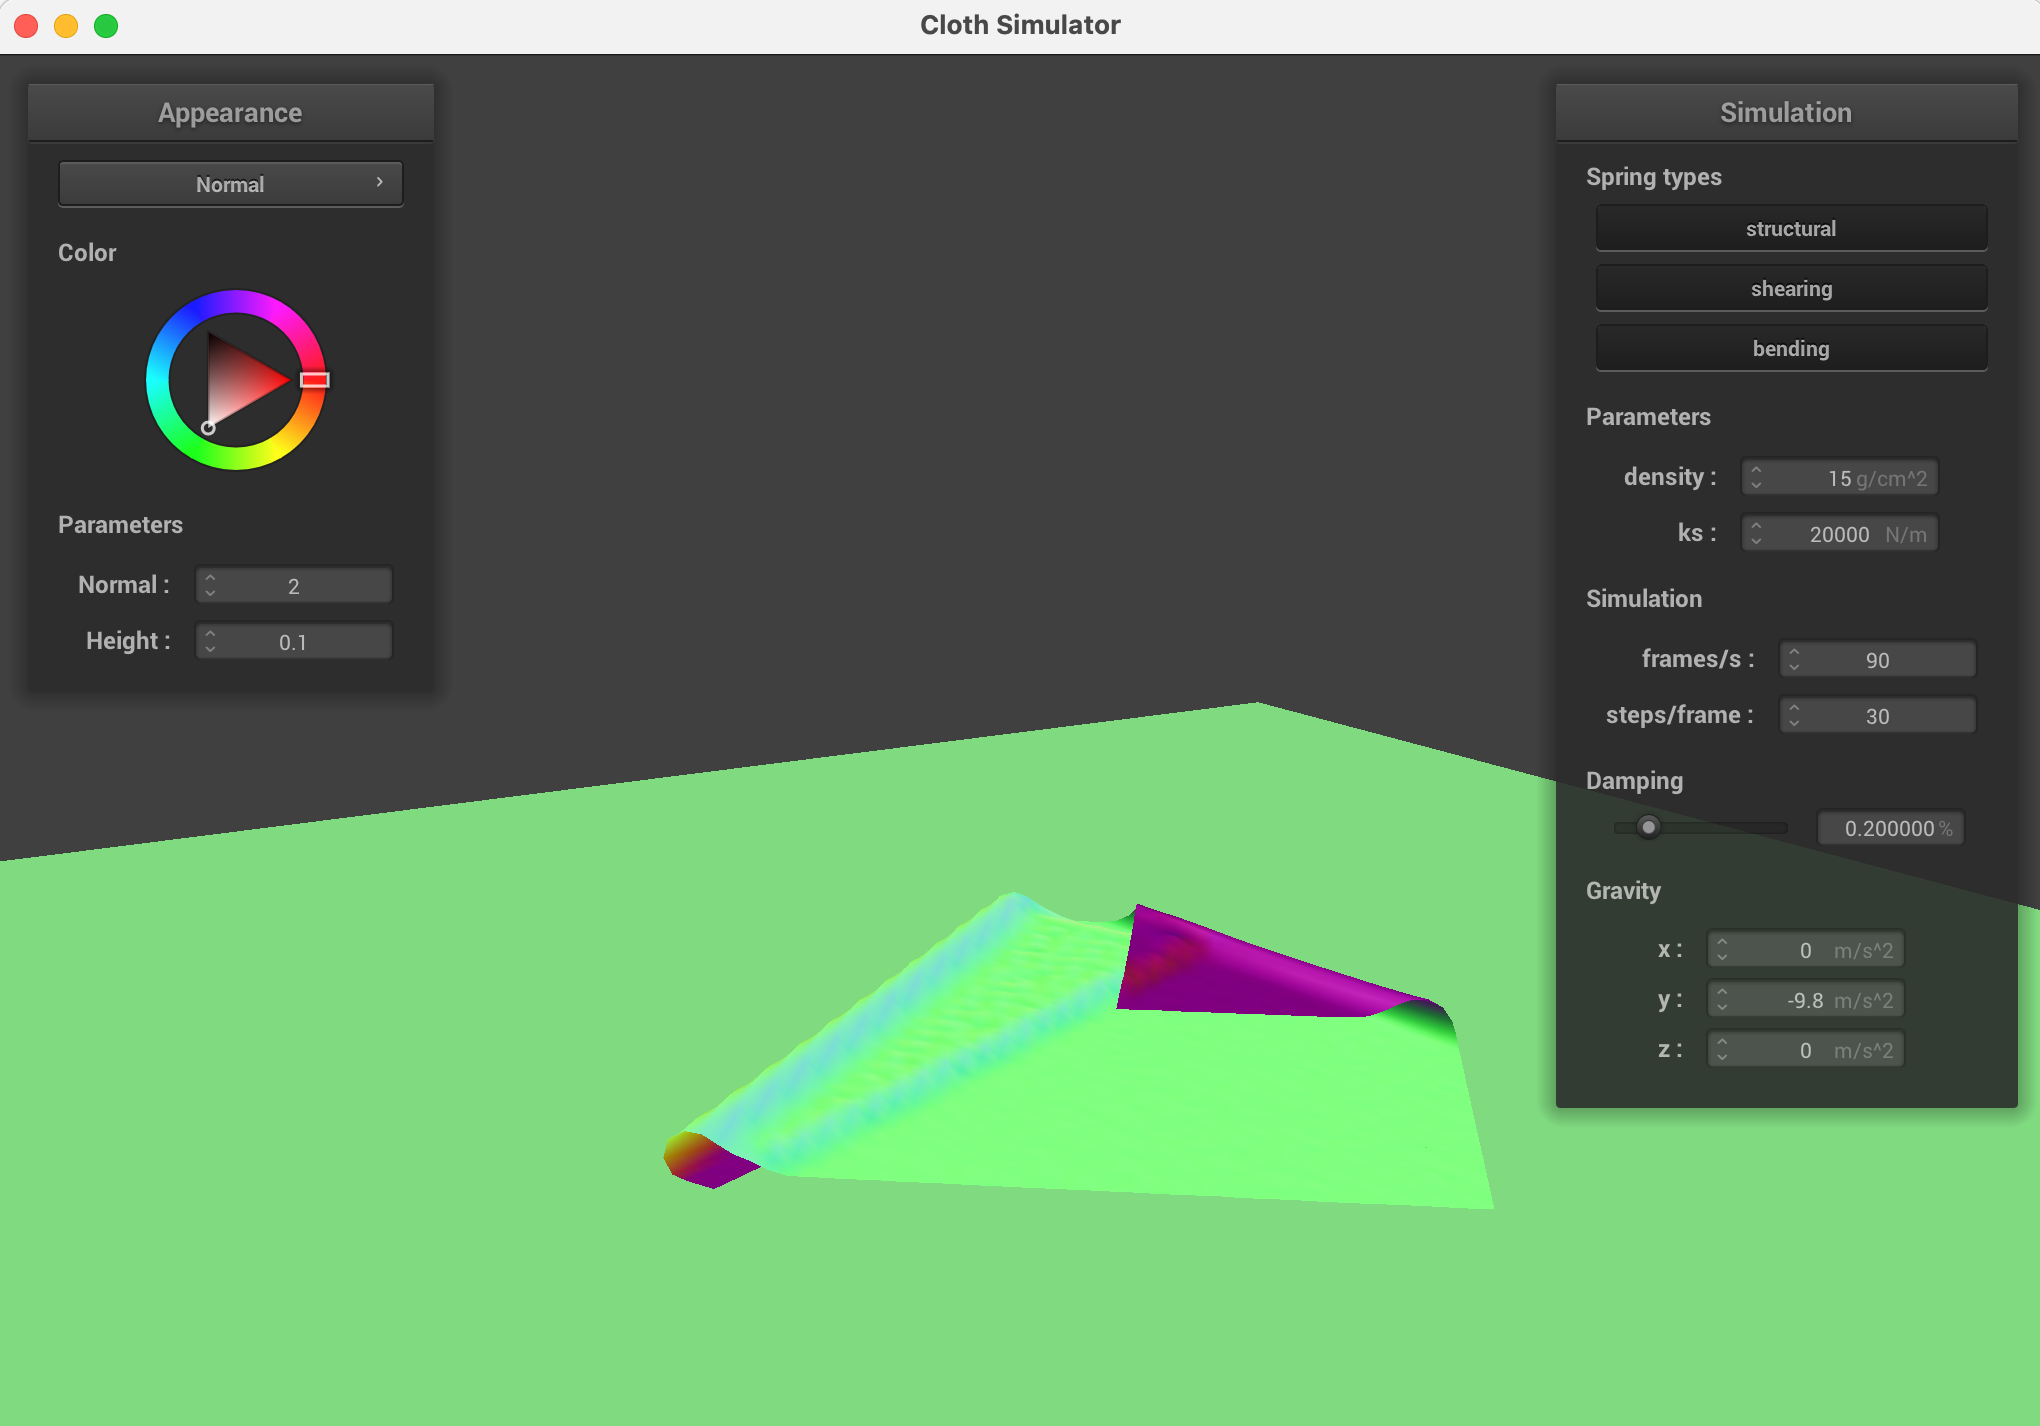 Cloth Simulator
Appearance
Normal
Color
Parameters
Normal : 2
Height : 0.1
Simulation
Spring types
structural
shearing
bending
Parameters
density : 15 g/cm^2
ks : 20000 N/m
Simulation
frames/s : 90
steps/frame : 30
Damping
0.200000 %
Gravity
x : 0 m/s^2
y : -9.8 m/s^2
z : 0 m/s^2